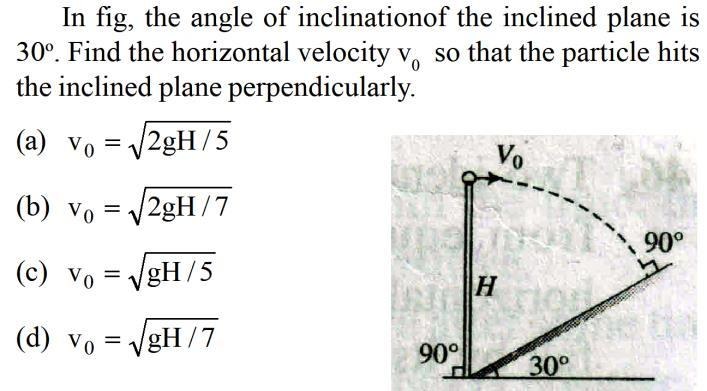 In fig, the angle of inclinationof the inclined plane is
30º. Find the horizontal velocity v₀ so that the particle hits
the inclined plane perpendicularly.
(a) v₀ = √2gH / 5
(b) v₀ = √2gH / 7
(c) v₀ = √gH / 5
(d) v₀ = √gH / 7
V₀
90°
H
90°
30°